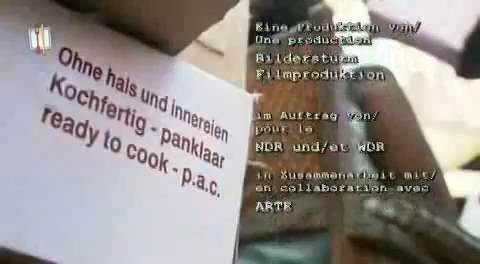 Ohne hals und innereien
Kochfertig - panklaar
ready to cook - p.a.c.
Eine Produktion von/
Une production
Bildersturm
Filmproduktion
im Auftrag von/
pour le
NDR und/et WDR
in Zusammenarbeit mit/
en collaboration avec
ARTE